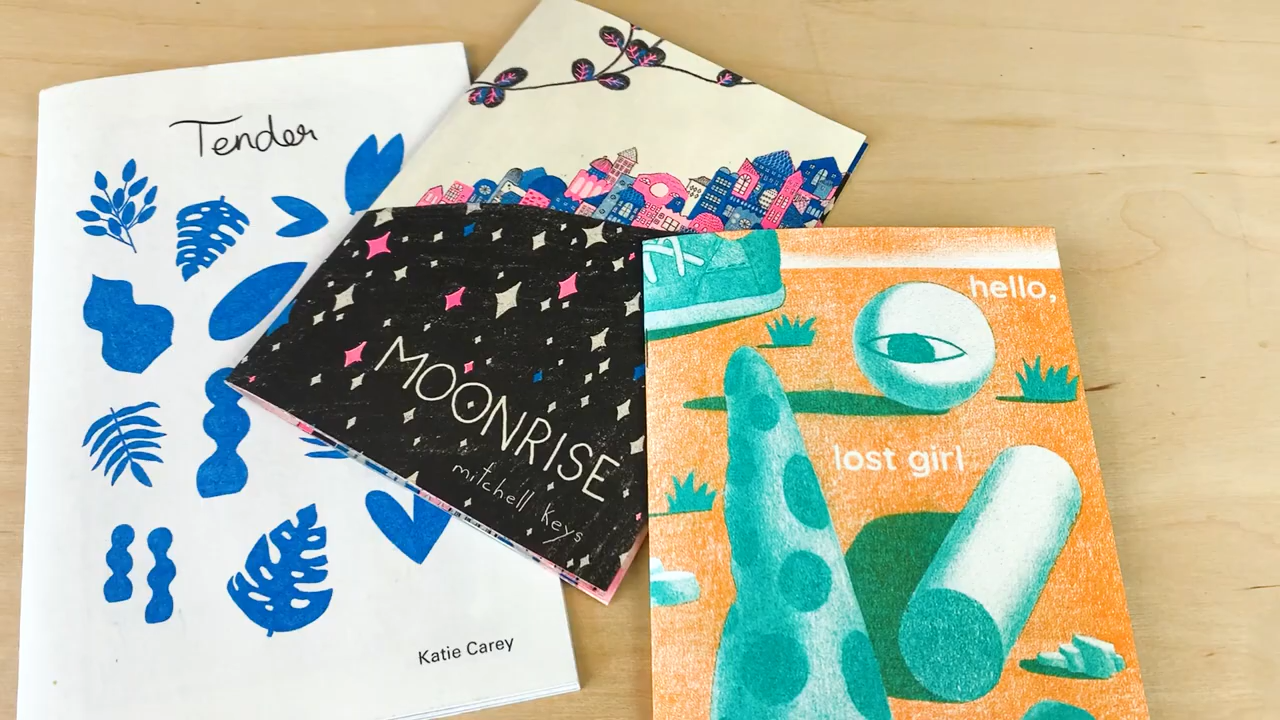 Tender
Katie Carey
MOONRISE
mitchell keys
hello,
lost girl